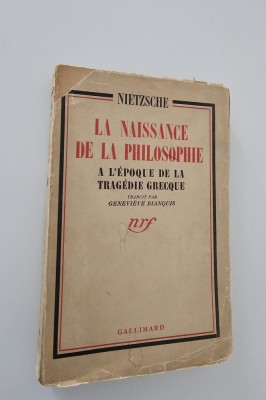 NIETZSCHE
LA NAISSANCE
DE LA PHILOSOPHIE
A L'ÉPOQUE DE LA
TRAGÉDIE GRECQUE
TRADUIT PAR
GENEVIÈVE BIANQUIS
nrf
GALLIMARD